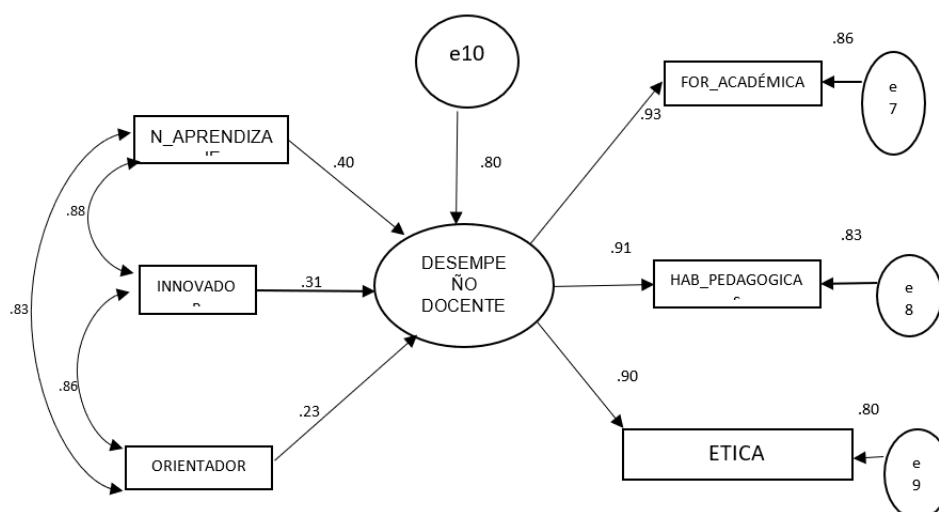 e10
.86
FOR_ACADÉMICA
e
7
.93
N_APRENDIZA
.40
.80
.88
DESEMPE
ÑO
DOCENTE
.91
.83
HAB_PEDAGOGICA
e
8
INNOVADO
.31
.83
.86
.90
.23
.80
ORIENTADOR
ETICA
e
9